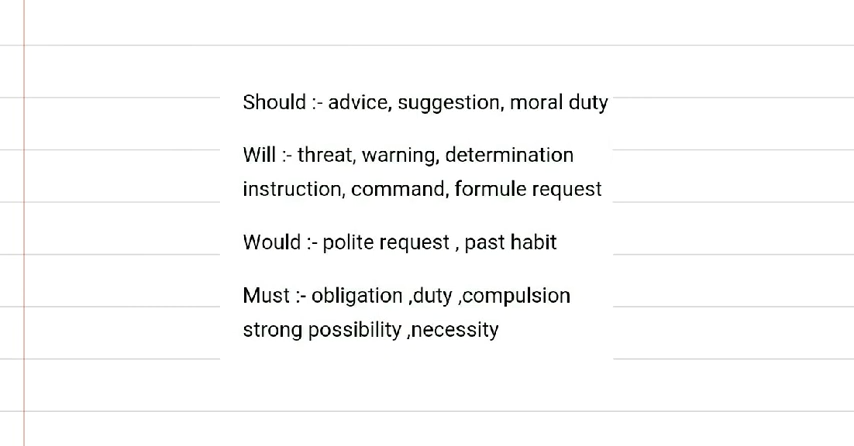 Should :- advice, suggestion, moral duty
Will :- threat, warning, determination
instruction, command, formule request
Would :- polite request , past habit
Must :- obligation ,duty ,compulsion
strong possibility ,necessity